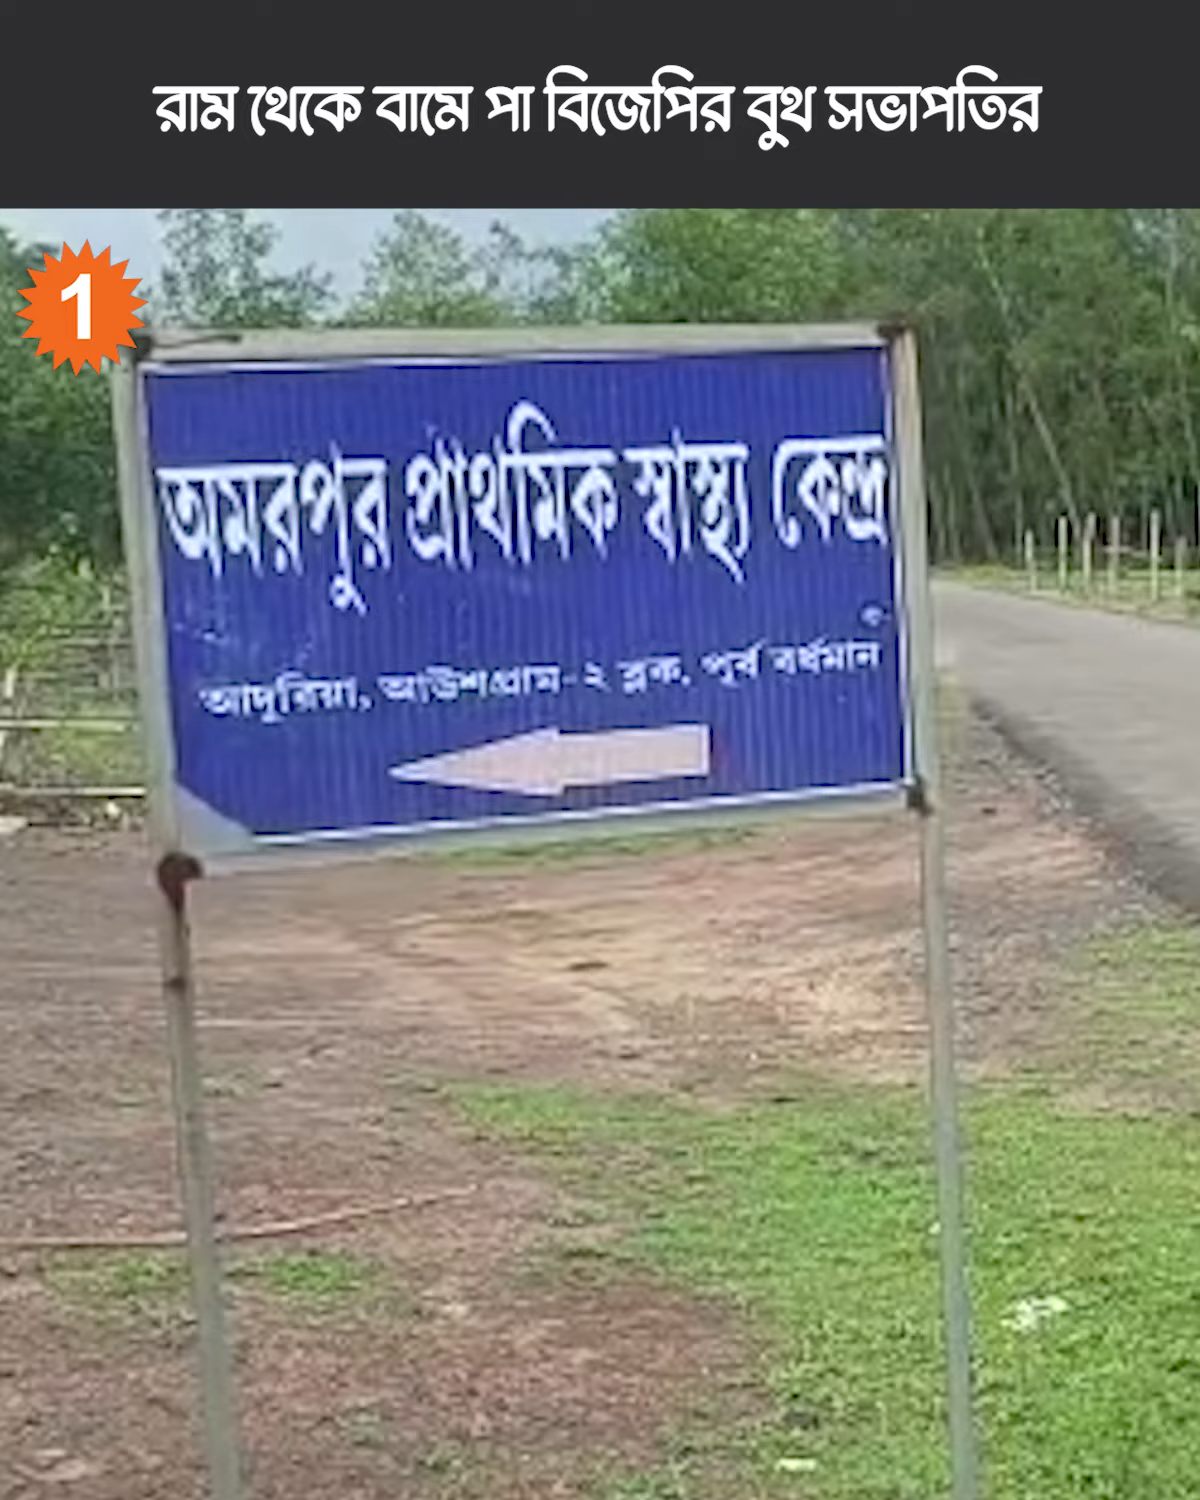 রাম থেকে বামে পা বিজেপির বুথ সভাপতির
1
অমরপুর প্রাথমিক স্বাস্থ্য কেন্দ্র
আদুরিয়া, আউশগ্রাম-২ ব্লক, পূর্ব বর্ধমান